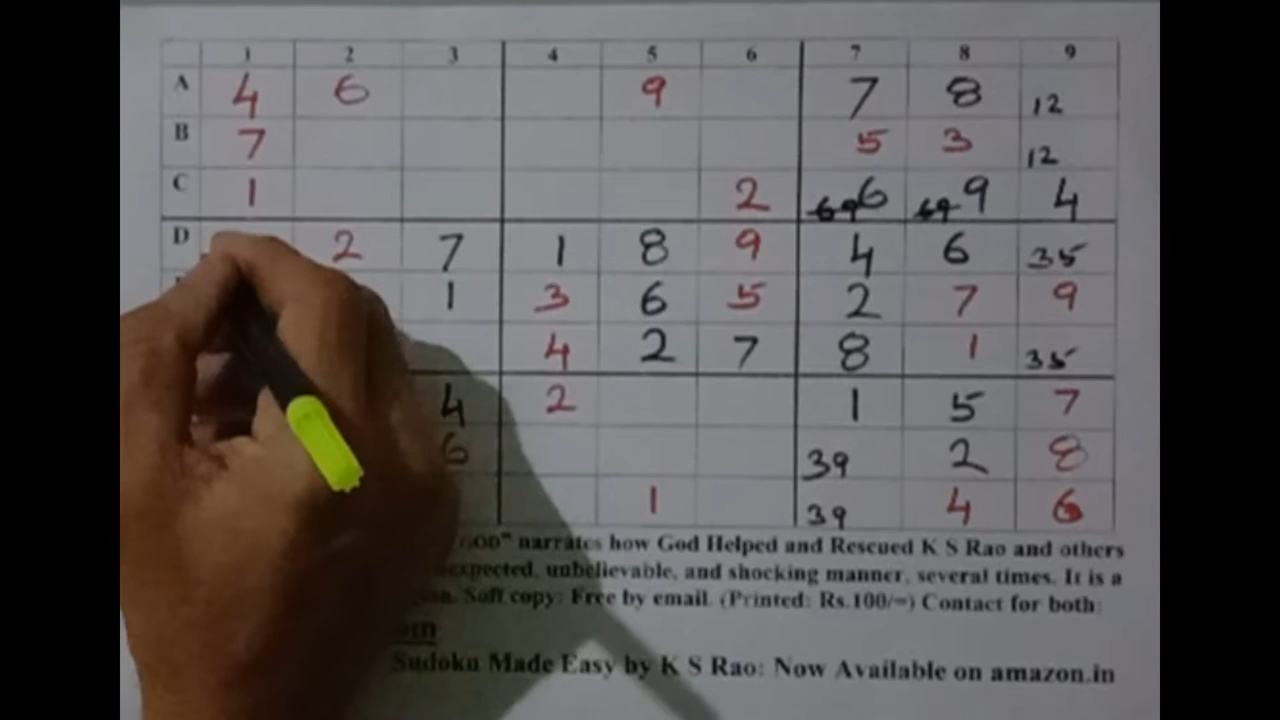 1 2 3 4 5 6 7 8 9
A 4 6 9 7 8 12
B 7 5 3 12
C 1 2 69 6 69 9 4
D 2 7 1 8 9 4 6 35
1 3 6 5 2 7 9
4 2 7 8 1 35
4 2 1 5 7
6 39 2 8
1 39 4 6
GOD" narrates how God Helped and Rescued K S Rao and others
expected, unbelievable, and shocking manner, several times. It is a
Soft copy: Free by email. (Printed: Rs.100/=) Contact for both:
om
Sudoku Made Easy by K S Rao: Now Available on amazon.in